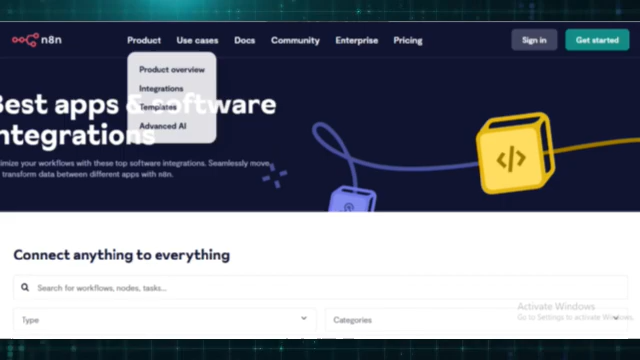 n8n
Product Use cases Docs Community Enterprise Pricing
Sign in Get started
Product overview
Integrations
Templates
Advanced AI
Best apps & software
integrations
imize your workflows with these top software integrations. Seamlessly move
transform data between different apps with n8n.
</>
Connect anything to everything
Search for workflows, nodes, tasks...
Type Categories
Activate Windows
Go to Settings to activate Windows.